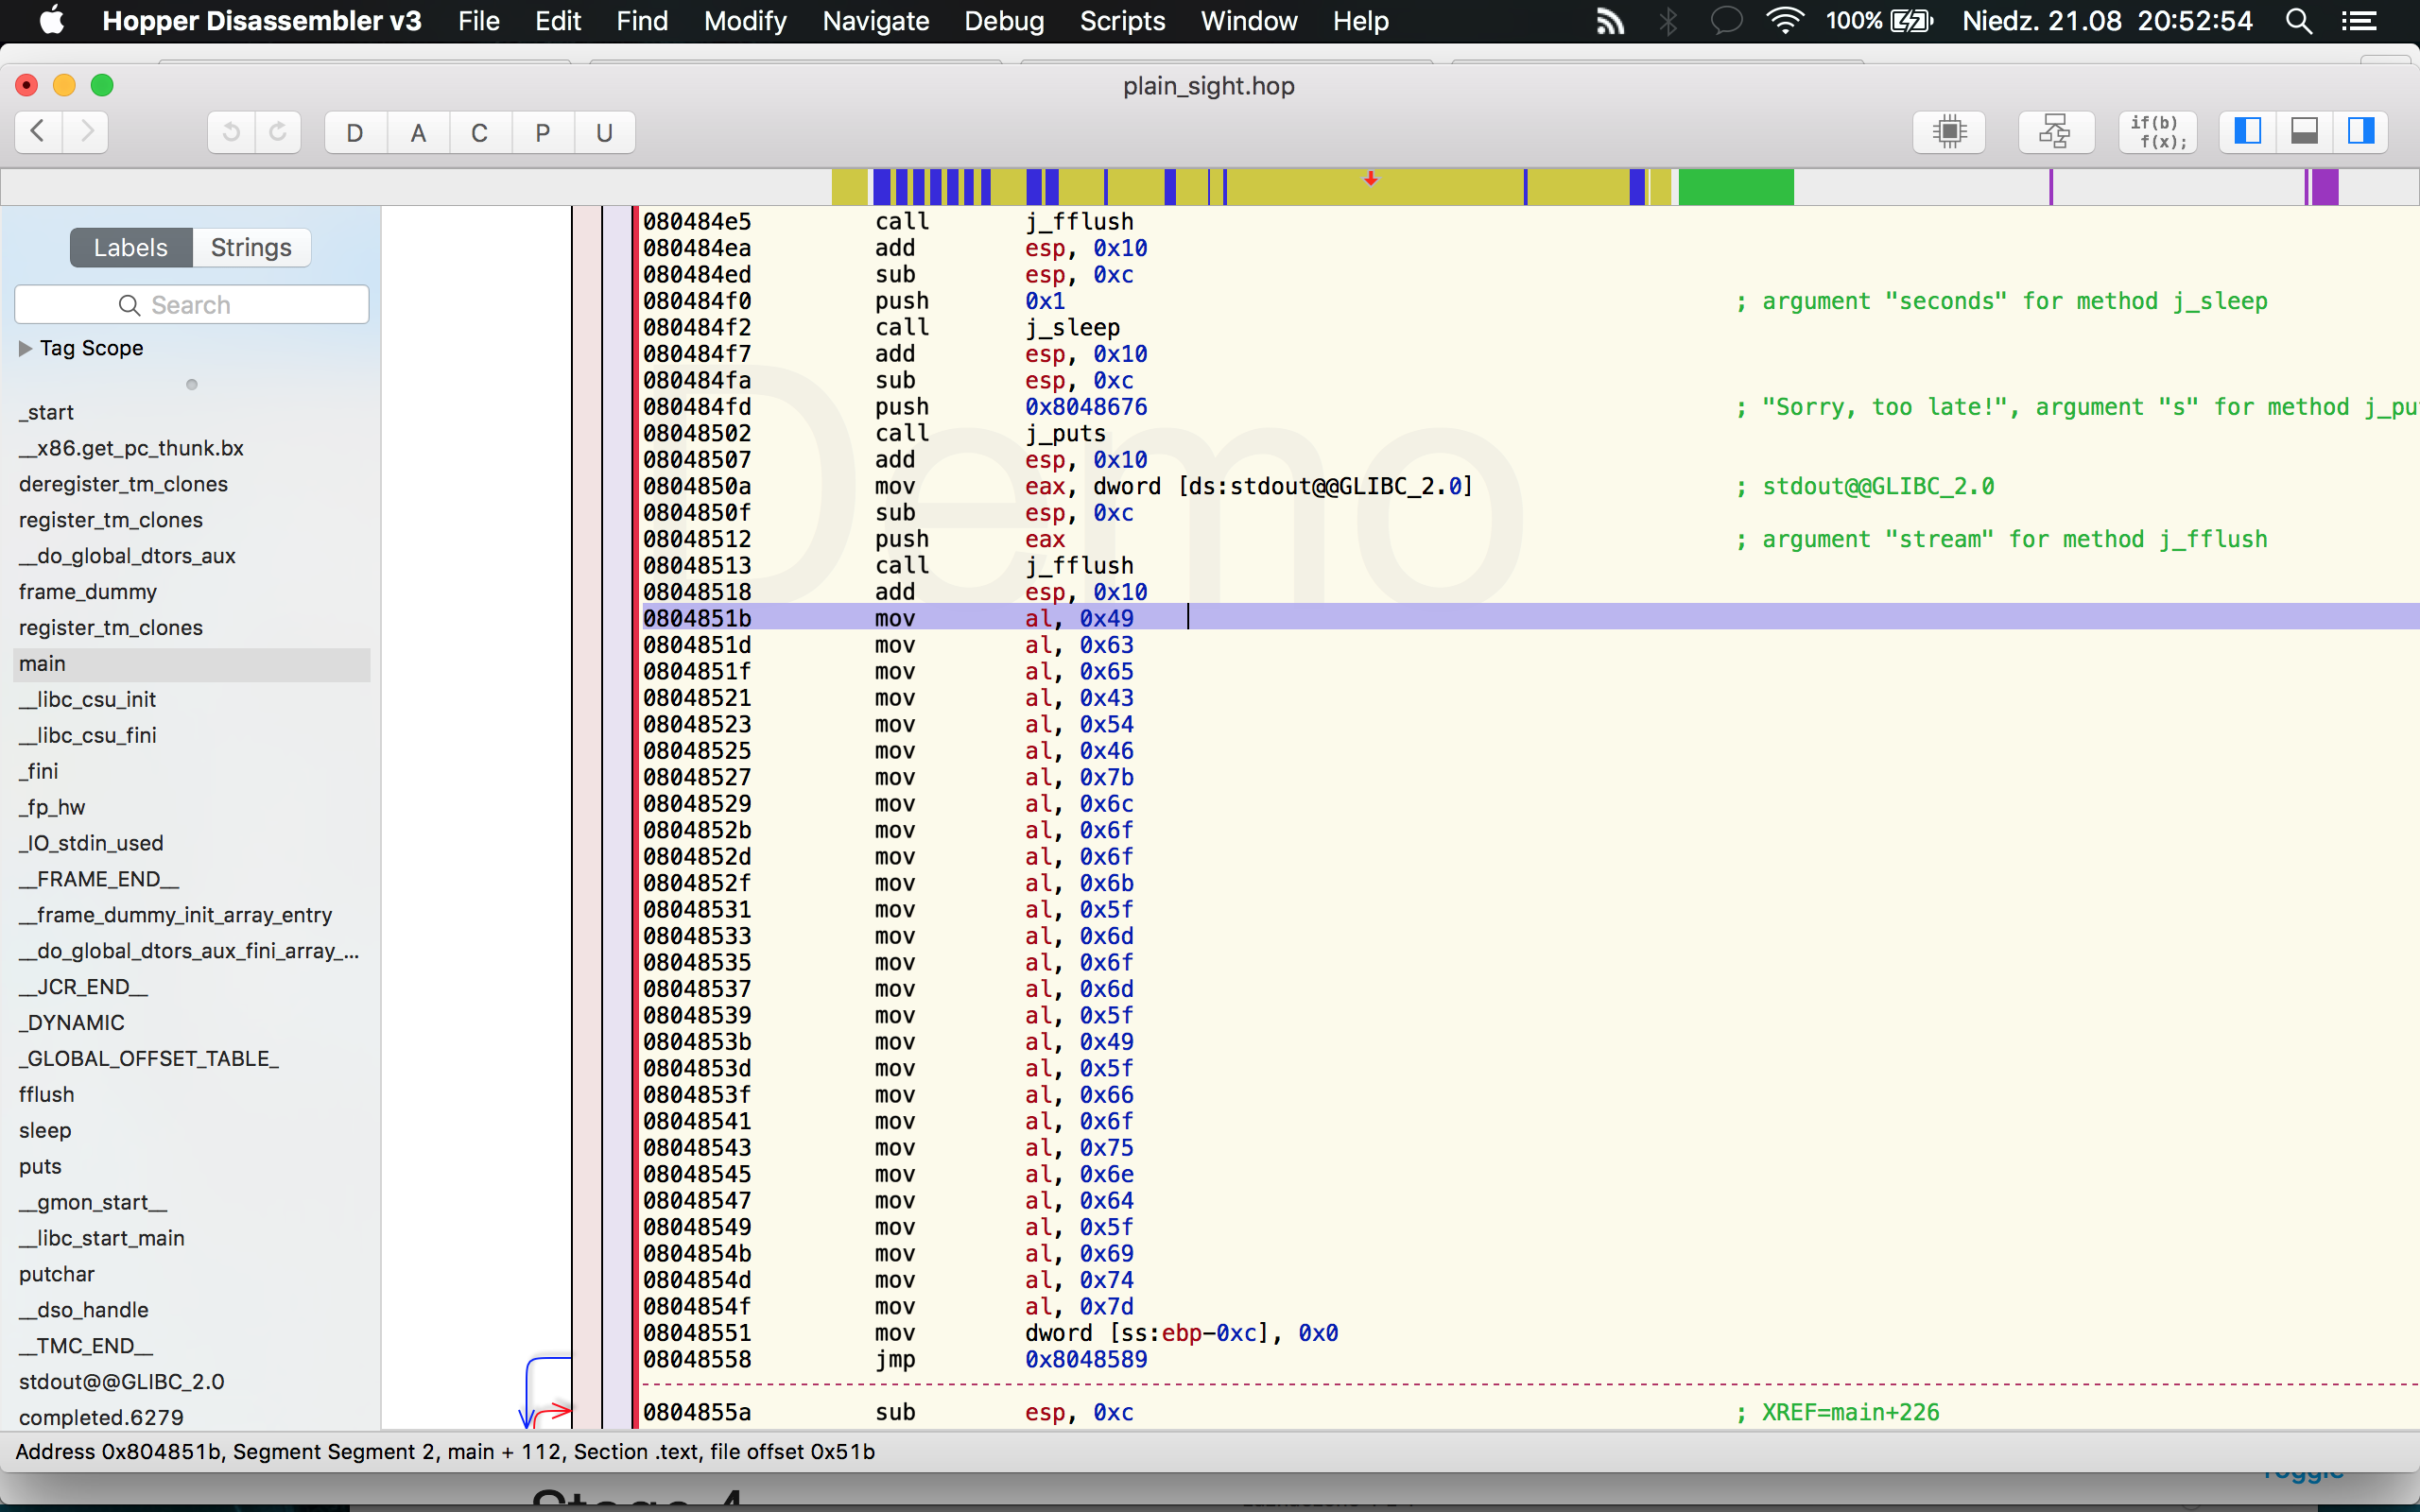 Hopper Disassembler v3 File Edit Find Modify Navigate Debug Scripts Window Help 100% Niedz. 21.08 20:52:54
plain_sight.hop
D A C P U if(b) f(x);
Labels Strings
Search
Tag Scope
_start
__x86.get_pc_thunk.bx
deregister_tm_clones
register_tm_clones
__do_global_dtors_aux
frame_dummy
register_tm_clones
main
__libc_csu_init
__libc_csu_fini
_fini
_fp_hw
_IO_stdin_used
__FRAME_END__
__frame_dummy_init_array_entry
__do_global_dtors_aux_fini_array_...
__JCR_END__
_DYNAMIC
_GLOBAL_OFFSET_TABLE_
fflush
sleep
puts
__gmon_start__
__libc_start_main
putchar
__dso_handle
__TMC_END__
stdout@@GLIBC_2.0
completed.6279
Demo
080484e5 call j_fflush
080484ea add esp, 0x10
080484ed sub esp, 0xc
080484f0 push 0x1 ; argument "seconds" for method j_sleep
080484f2 call j_sleep
080484f7 add esp, 0x10
080484fa sub esp, 0xc
080484fd push 0x8048676 ; "Sorry, too late!", argument "s" for method j_pu
08048502 call j_puts
08048507 add esp, 0x10
0804850a mov eax, dword [ds:stdout@@GLIBC_2.0] ; stdout@@GLIBC_2.0
0804850f sub esp, 0xc
08048512 push eax ; argument "stream" for method j_fflush
08048513 call j_fflush
08048518 add esp, 0x10
0804851b mov al, 0x49
0804851d mov al, 0x63
0804851f mov al, 0x65
08048521 mov al, 0x43
08048523 mov al, 0x54
08048525 mov al, 0x46
08048527 mov al, 0x7b
08048529 mov al, 0x6c
0804852b mov al, 0x6f
0804852d mov al, 0x6f
0804852f mov al, 0x6b
08048531 mov al, 0x5f
08048533 mov al, 0x6d
08048535 mov al, 0x6f
08048537 mov al, 0x6d
08048539 mov al, 0x5f
0804853b mov al, 0x49
0804853d mov al, 0x5f
0804853f mov al, 0x66
08048541 mov al, 0x6f
08048543 mov al, 0x75
08048545 mov al, 0x6e
08048547 mov al, 0x64
08048549 mov al, 0x5f
0804854b mov al, 0x69
0804854d mov al, 0x74
0804854f mov al, 0x7d
08048551 mov dword [ss:ebp-0xc], 0x0
08048558 jmp 0x8048589
0804855a sub esp, 0xc ; XREF=main+226
Address 0x804851b, Segment Segment 2, main + 112, Section .text, file offset 0x51b